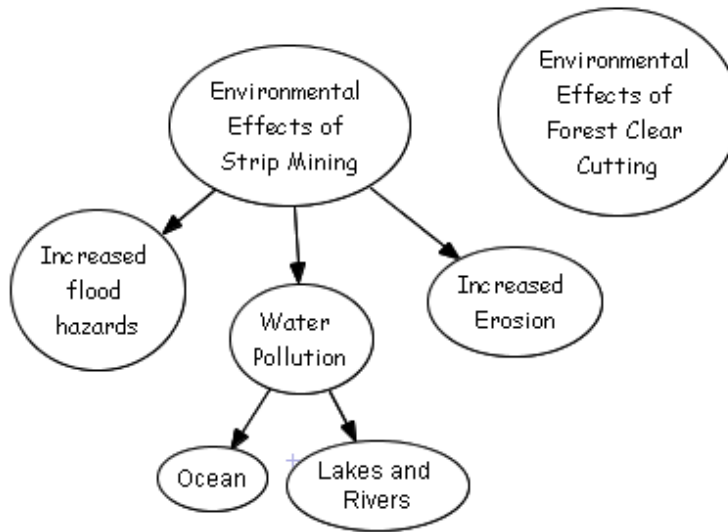 Environmental
Effects of
Strip Mining
Environmental
Effects of
Forest Clear
Cutting
Increased
flood
hazards
Water
Pollution
Increased
Erosion
Ocean
Lakes and
Rivers